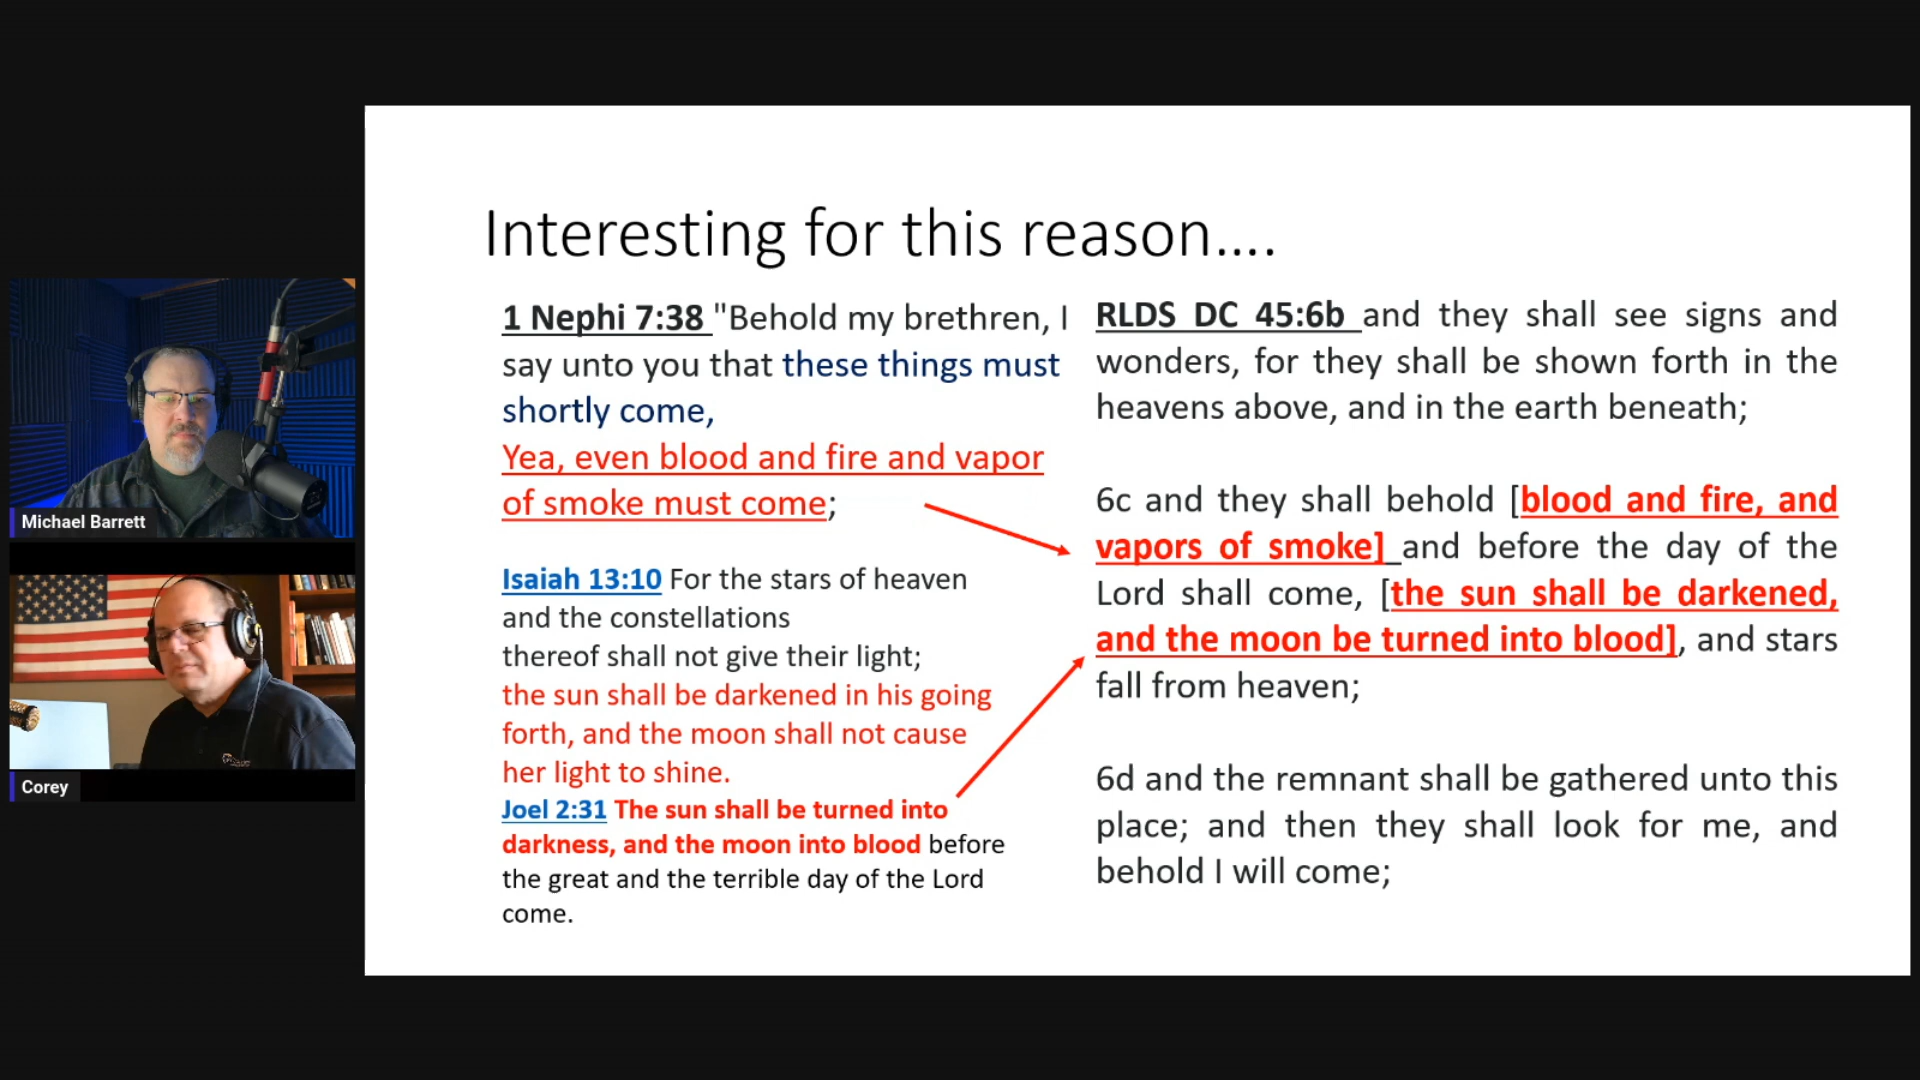 Interesting for this reason....
1 Nephi 7:38 "Behold my brethren, I
say unto you that these things must
shortly come,
Yea, even blood and fire and vapor
of smoke must come;
Isaiah 13:10 For the stars of heaven
and the constellations
thereof shall not give their light;
the sun shall be darkened in his going
forth, and the moon shall not cause
her light to shine.
Joel 2:31 The sun shall be turned into
darkness, and the moon into blood before
the great and the terrible day of the Lord
come.
RLDS DC 45:6b and they shall see signs and
wonders, for they shall be shown forth in the
heavens above, and in the earth beneath;
6c and they shall behold [blood and fire, and
vapors of smoke] and before the day of the
Lord shall come, [the sun shall be darkened,
and the moon be turned into blood], and stars
fall from heaven;
6d and the remnant shall be gathered unto this
place; and then they shall look for me, and
behold I will come;
Michael Barrett
Corey